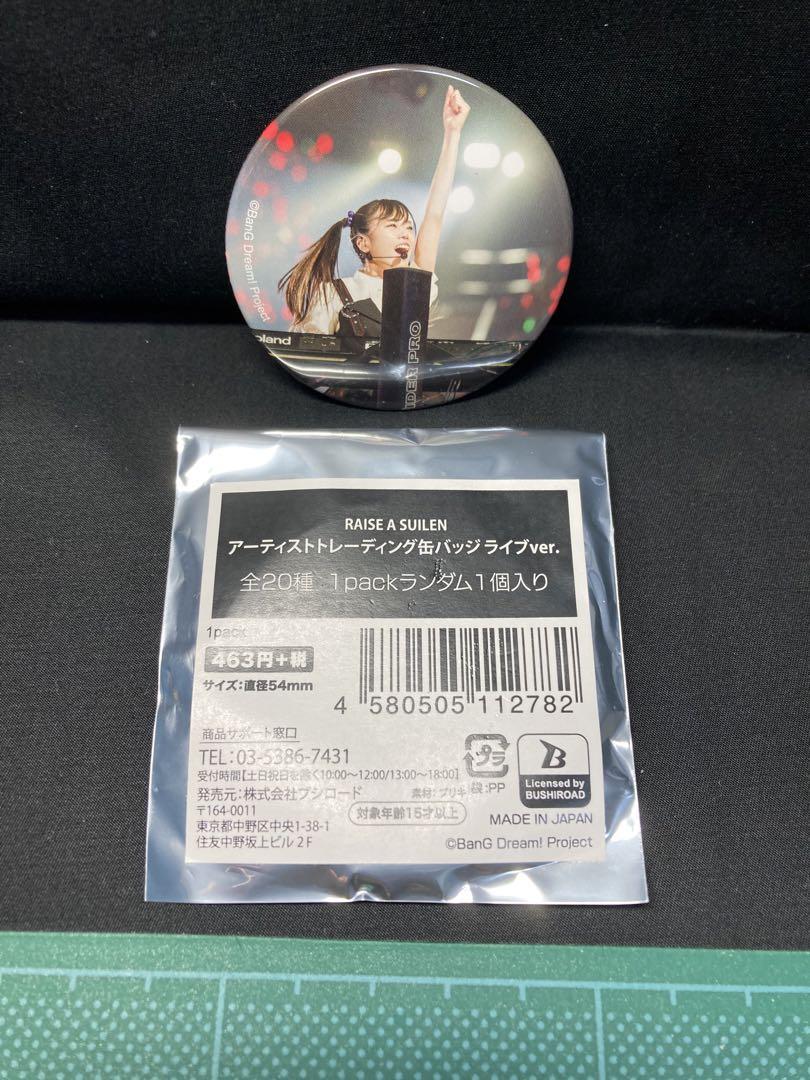 ©BanG Dream! Project
oland
NDER PRO
RAISE A SUILEN
アーティストトレーディング缶バッジ ライブver.
全20種 1packランダム1個入り
1pack
463円+税
サイズ:直径54mm
4 580505 112782
商品サポート窓口
TEL:03-5386-7431
受付時間【土日祝日を除く10:00～12:00/13:00～18:00】
発売元:株式会社ブシロード
〒164-0011
東京都中野区中央1-38-1
住友中野坂上ビル2F
素材:ブリキ
対象年齢15才以上
プラ
袋:PP
Licensed by
BUSHIROAD
MADE IN JAPAN
©BanG Dream! Project